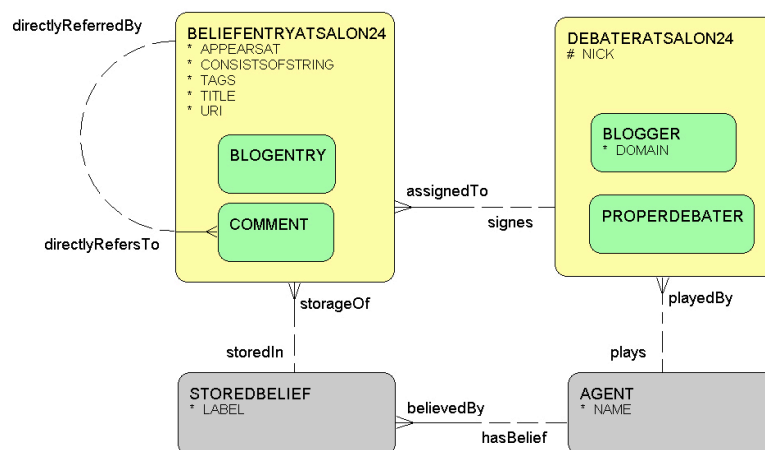 directlyReferredBy
BELIEFENTRYATSALON24
* APPEARSAT
* CONSISTSOFSTRING
* TAGS
* TITLE
* URI
BLOGENTRY
COMMENT
directlyRefersTo
DEBATERATSALON24
# NICK
BLOGGER
* DOMAIN
PROPERDEBATER
assignedTo
signes
storageOf
storedIn
playedBy
plays
STOREDBELIEF
* LABEL
believedBy
hasBelief
AGENT
* NAME